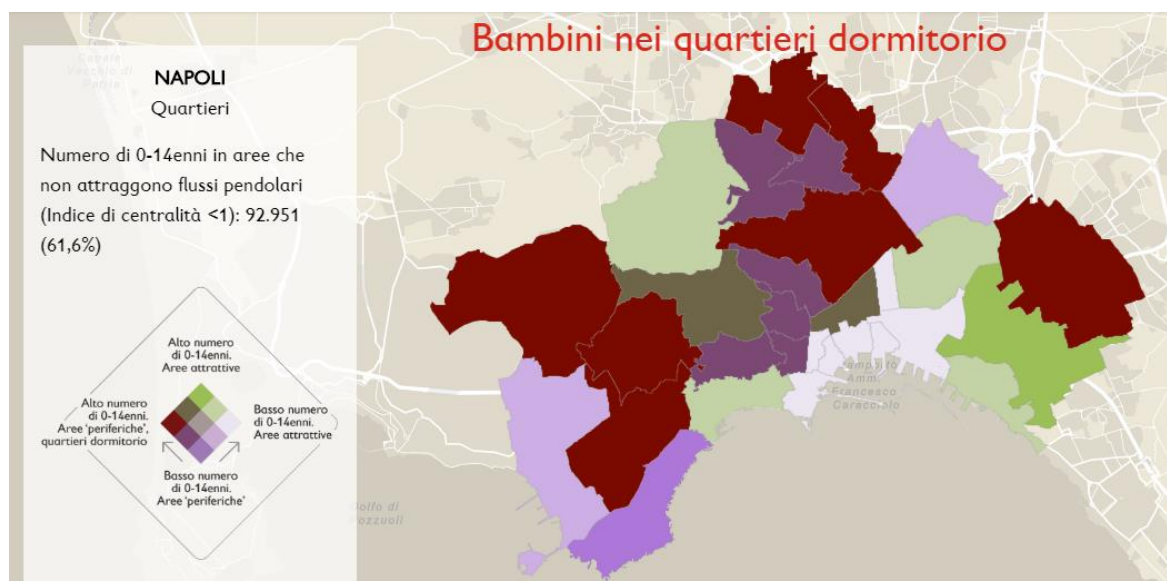 Bambini nei quartieri dormitorio
NAPOLI
Quartieri
Numero di 0-14enni in aree che
non attraggono flussi pendolari
(Indice di centralità <1): 92.951
(61,6%)
Alto numero
di 0-14enni.
Aree attrattive
Alto numero
di 0-14enni.
Aree 'periferiche',
quartieri dormitorio
Basso numero
di 0-14enni.
Aree attrattive
Basso numero
di 0-14enni.
Aree 'periferiche'
Amm.
Francesco
Caracciolo
Golfo di
Pozzuoli